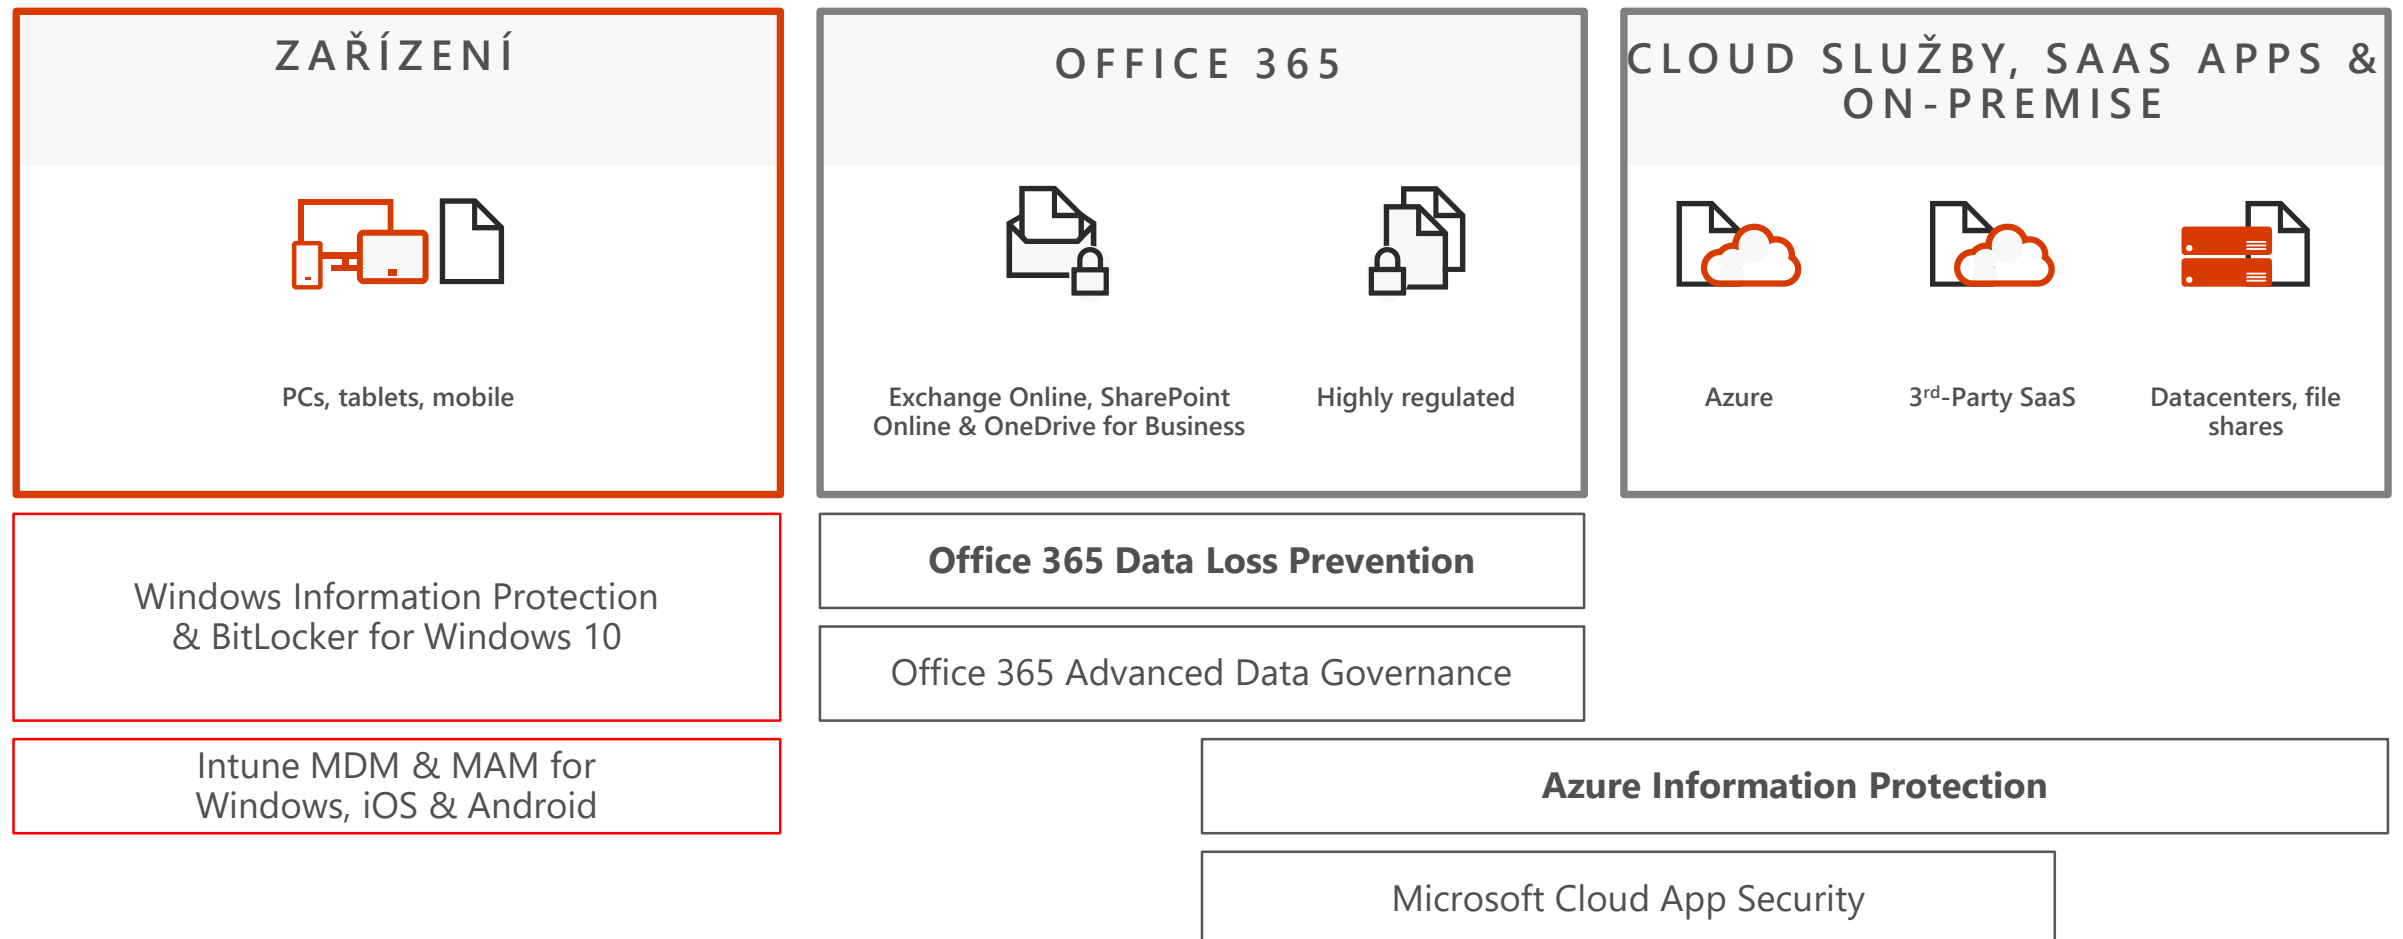 ZAŘÍZENÍ
PCs, tablets, mobile
OFFICE 365
Exchange Online, SharePoint
Online & OneDrive for Business
Highly regulated
CLOUD SLUŽBY, SAAS APPS &
ON-PREMISE
Azure
3rd-Party SaaS
Datacenters, file
shares
Windows Information Protection
& BitLocker for Windows 10
Office 365 Data Loss Prevention
Office 365 Advanced Data Governance
Intune MDM & MAM for
Windows, iOS & Android
Azure Information Protection
Microsoft Cloud App Security